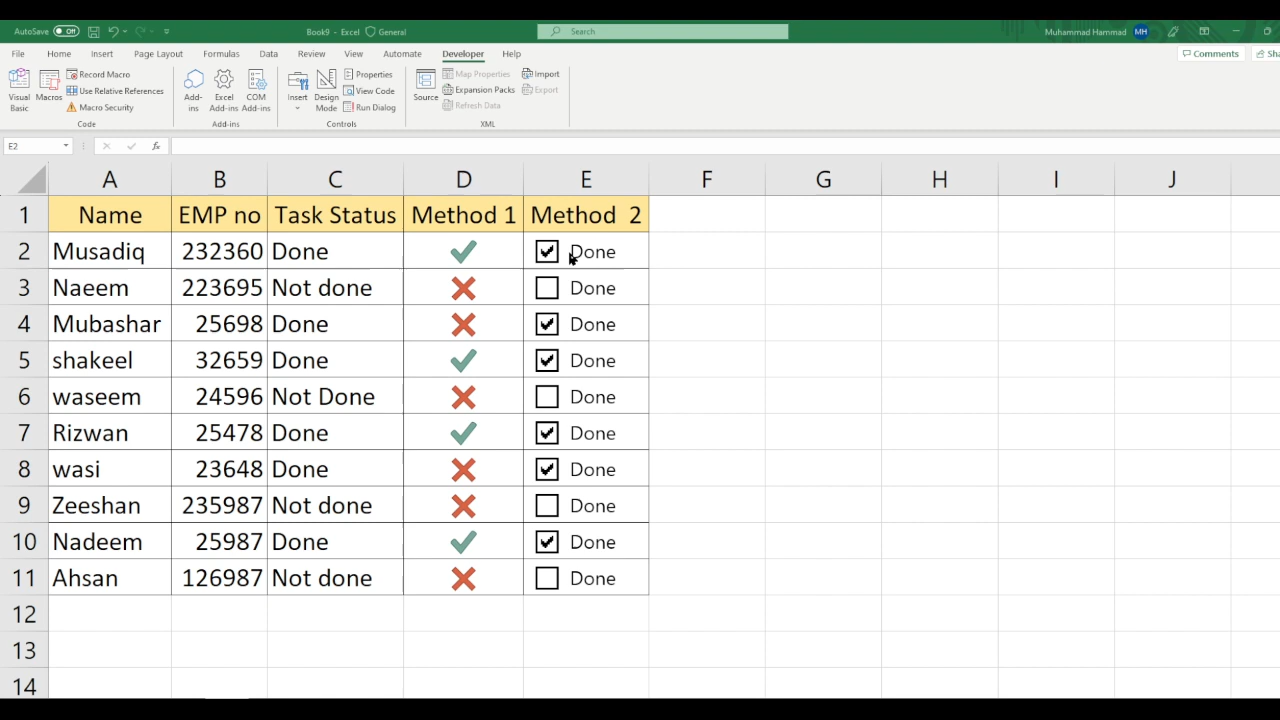 AutoSave Off Book9 - Excel General Search Muhammad Hammad MH
File Home Insert Page Layout Formulas Data Review View Automate Developer Help Comments Sha
Visual Basic Macros Record Macro Use Relative References Macro Security
Add-ins Excel Add-ins COM Add-ins
Insert Design Mode Properties View Code Run Dialog
Source Map Properties Expansion Packs Refresh Data Import Export
Code Add-ins Controls XML
E2 fx
A B C D E F G H I J
1 Name EMP no Task Status Method 1 Method 2
2 Musadiq 232360 Done Done
3 Naeem 223695 Not done Done
4 Mubashar 25698 Done Done
5 shakeel 32659 Done Done
6 waseem 24596 Not Done Done
7 Rizwan 25478 Done Done
8 wasi 23648 Done Done
9 Zeeshan 235987 Not done Done
10 Nadeem 25987 Done Done
11 Ahsan 126987 Not done Done
12
13
14